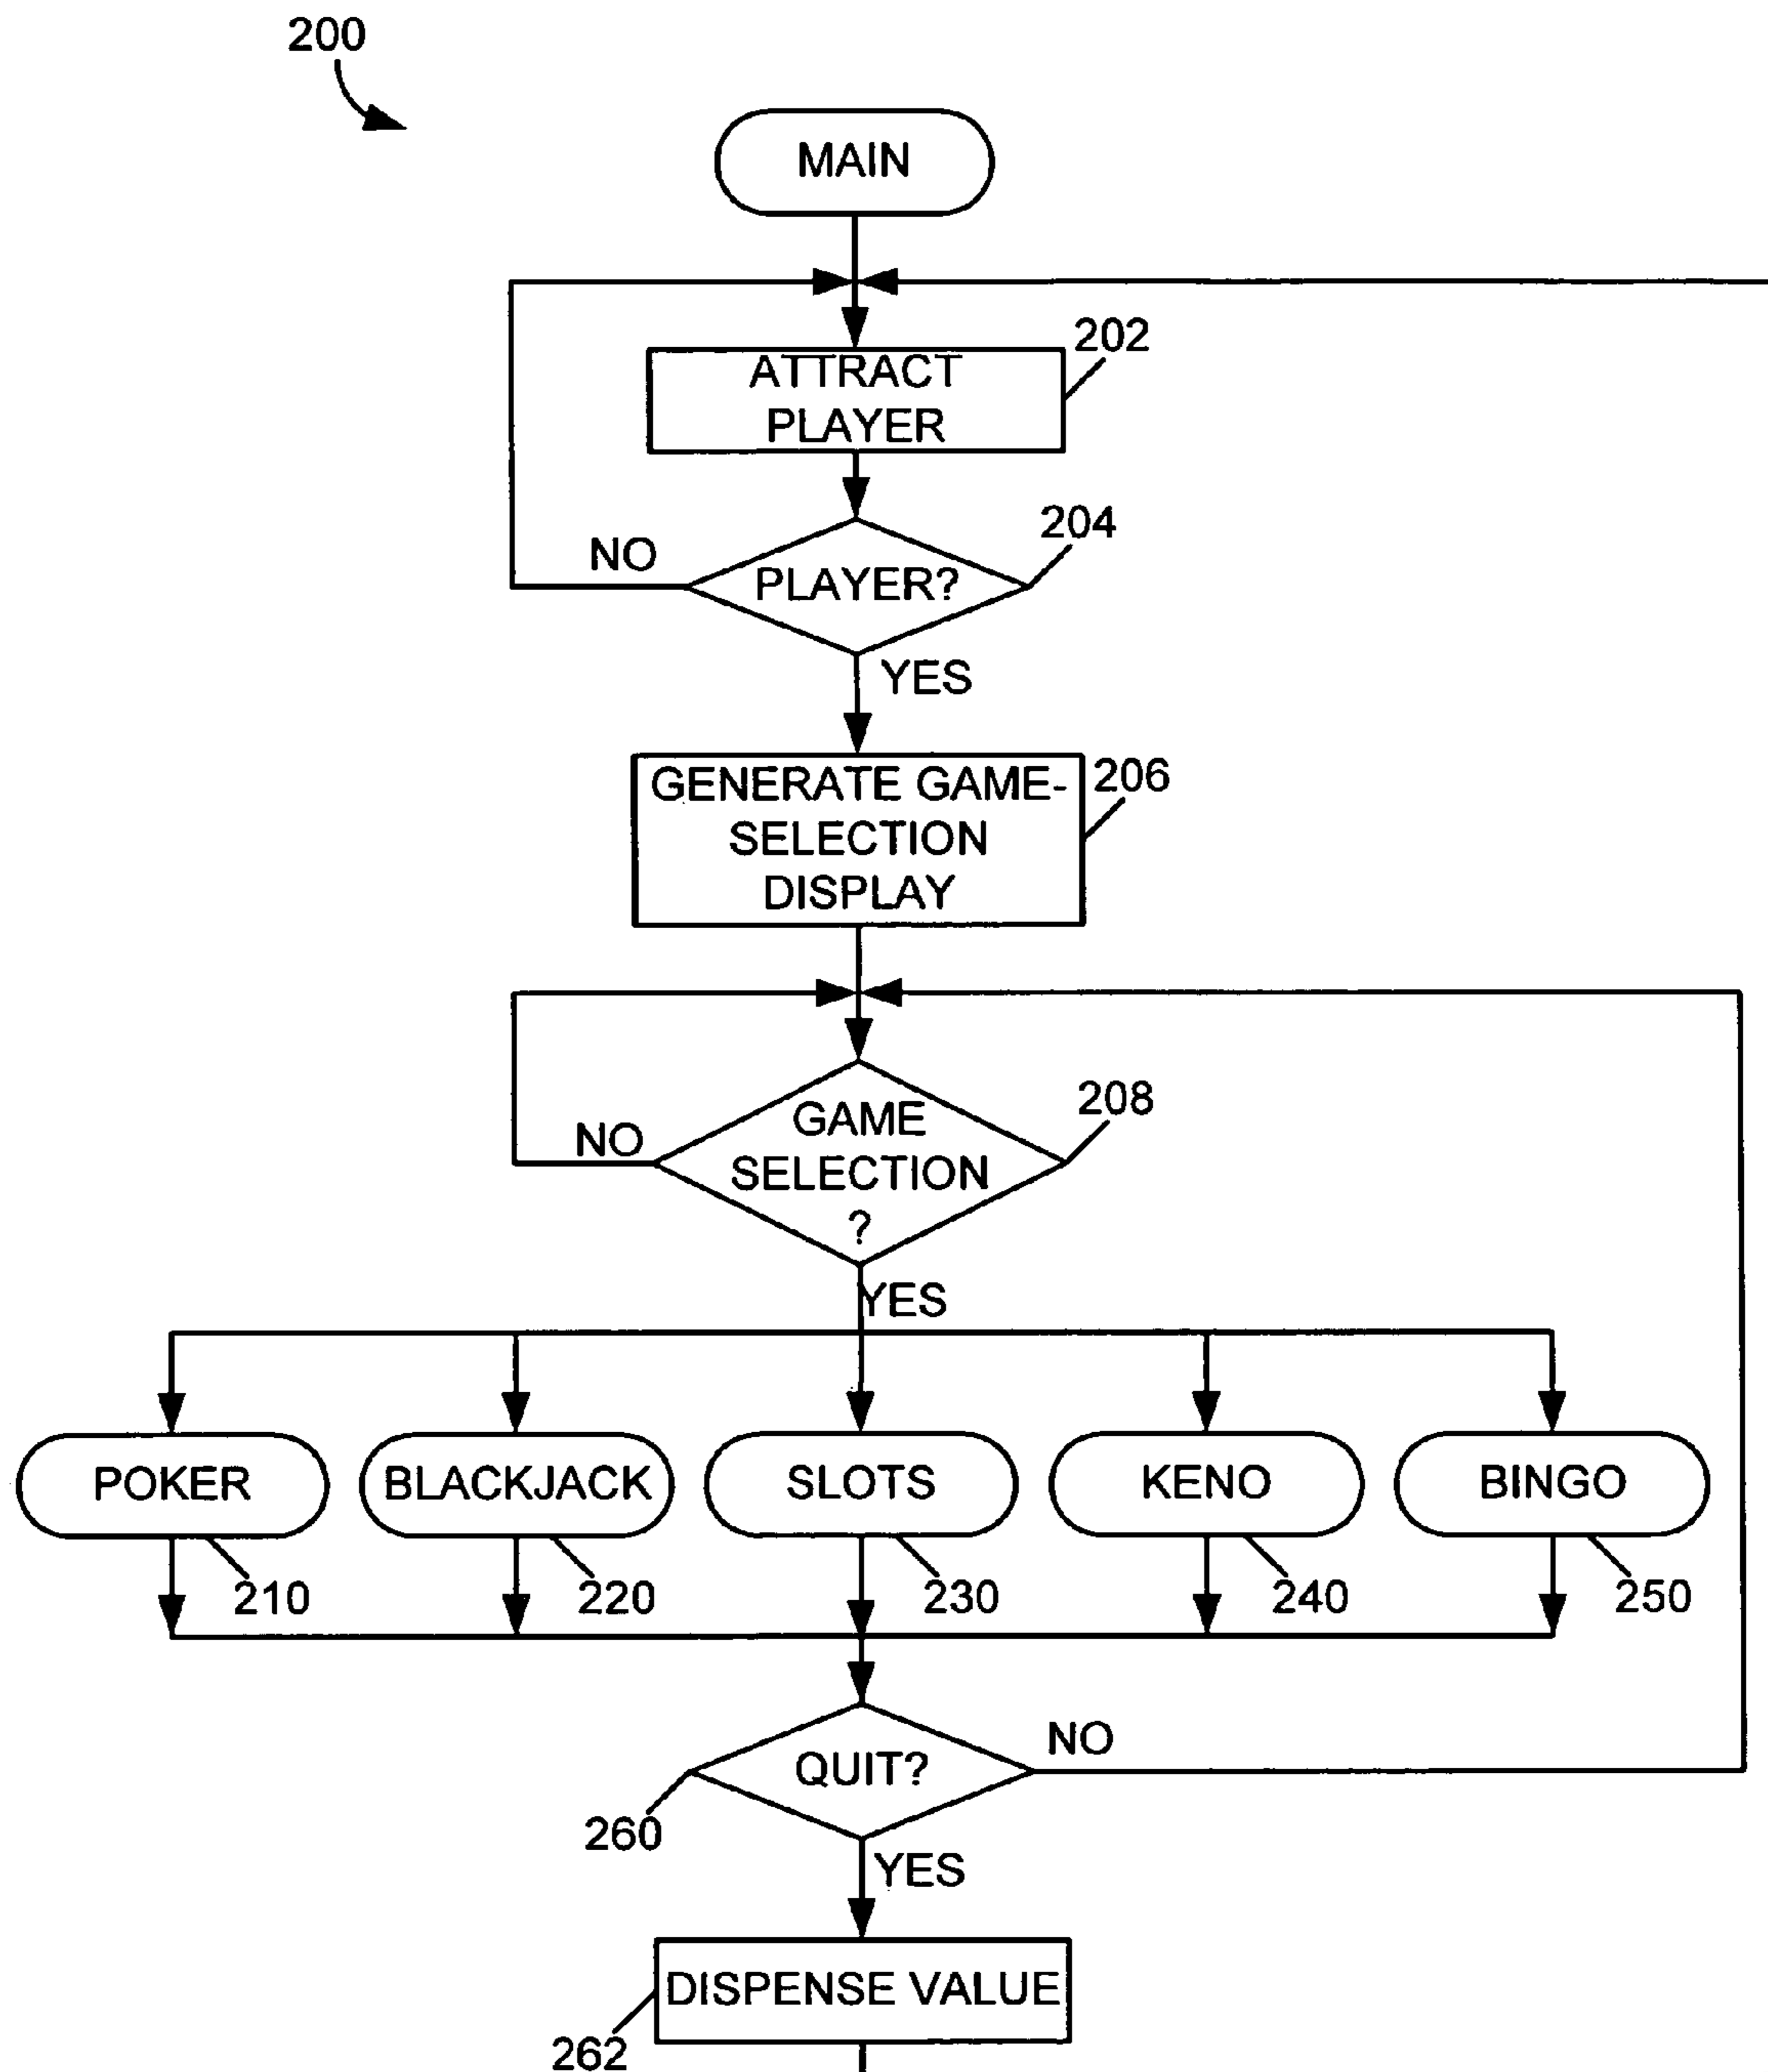 200
MAIN
202
ATTRACT
PLAYER
204
NO
PLAYER?
YES
206
GENERATE GAME-
SELECTION
DISPLAY
208
NO
GAME
SELECTION
?
YES
POKER
BLACKJACK
SLOTS
KENO
BINGO
210
220
230
240
250
NO
QUIT?
260
YES
DISPENSE VALUE
262